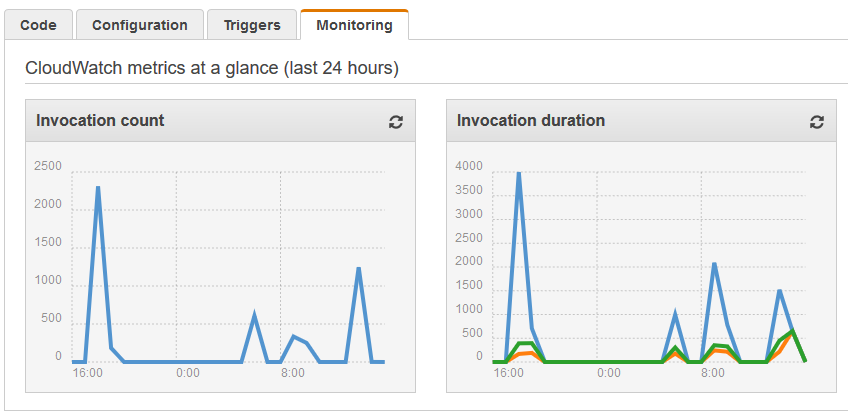 Code Configuration Triggers Monitoring
CloudWatch metrics at a glance (last 24 hours)
Invocation count
2500
2000
1500
1000
500
0
16:00 0:00 8:00
Invocation duration
4000
3500
3000
2500
2000
1500
1000
500
0
16:00 0:00 8:00